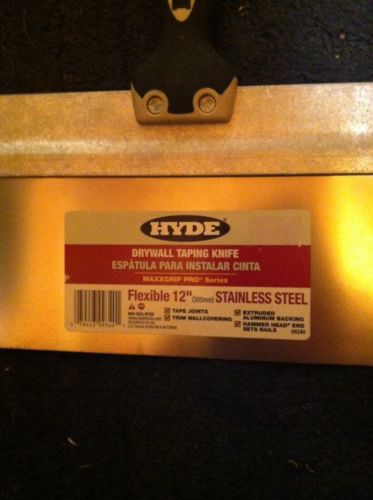 HYDE
DRYWALL TAPING KNIFE
ESPÁTULA PARA INSTALAR CINTA
MAXXGRIP PRO® Series
Flexible 12" (305mm) STAINLESS STEEL
TAPE JOINTS
TRIM WALLCOVERING
EXTRUDED ALUMINUM BACKING
HAMMER HEAD® END SETS NAILS